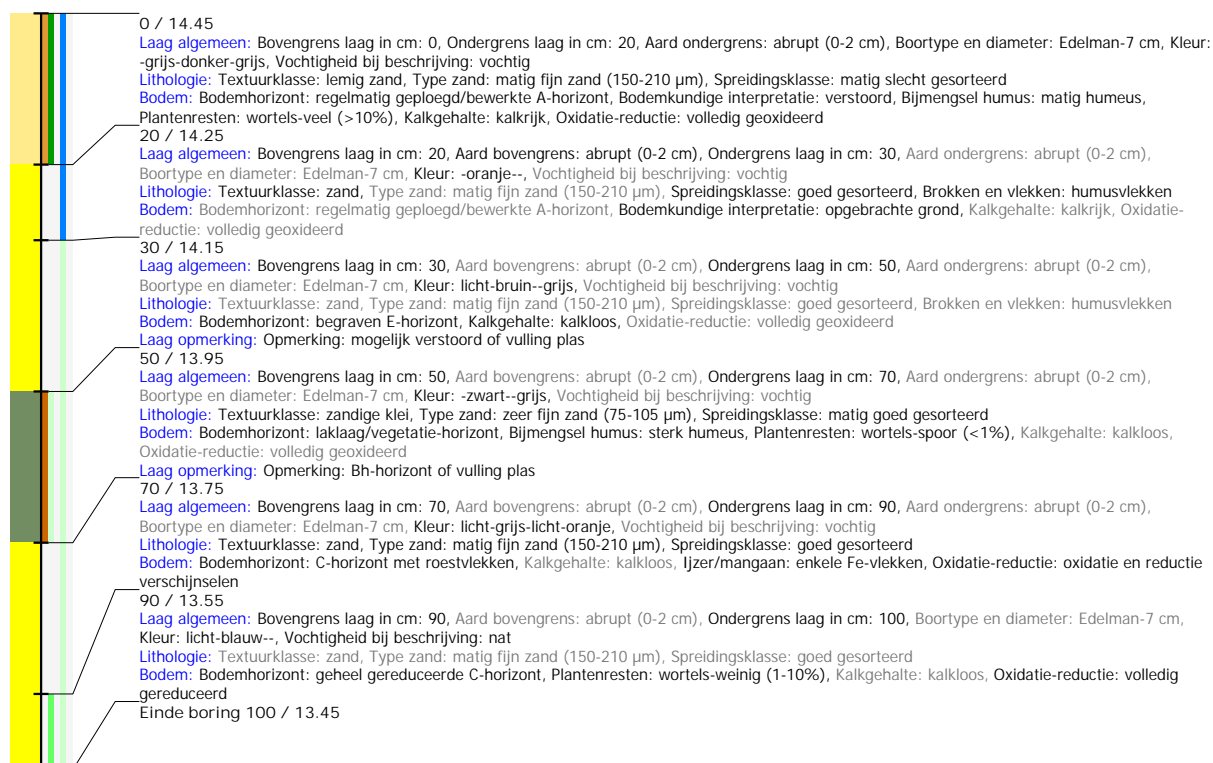 0 / 14.45
Laag algemeen: Bovengrens laag in cm: 0, Ondergrens laag in cm: 20, Aard ondergrens: abrupt (0-2 cm), Boortype en diameter: Edelman-7 cm, Kleur:
-grijs-donker-grijs, Vochtigheid bij beschrijving: vochtig
Lithologie: Textuurklasse: lemig zand, Type zand: matig fijn zand (150-210 µm), Spreidingsklasse: matig slecht gesorteerd
Bodem: Bodemhorizont: regelmatig geploegd/bewerkte A-horizont, Bodemkundige interpretatie: verstoord, Bijmengsel humus: matig humeus,
Plantenresten: wortels-veel (>10%), Kalkgehalte: kalkrijk, Oxidatie-reductie: volledig geoxideerd
20 / 14.25
Laag algemeen: Bovengrens laag in cm: 20, Aard bovengrens: abrupt (0-2 cm), Ondergrens laag in cm: 30, Aard ondergrens: abrupt (0-2 cm),
Boortype en diameter: Edelman-7 cm, Kleur: -oranje--, Vochtigheid bij beschrijving: vochtig
Lithologie: Textuurklasse: zand, Type zand: matig fijn zand (150-210 µm), Spreidingsklasse: goed gesorteerd, Brokken en vlekken: humusvlekken
Bodem: Bodemhorizont: regelmatig geploegd/bewerkte A-horizont, Bodemkundige interpretatie: opgebrachte grond, Kalkgehalte: kalkrijk, Oxidatie-
reductie: volledig geoxideerd
30 / 14.15
Laag algemeen: Bovengrens laag in cm: 30, Aard bovengrens: abrupt (0-2 cm), Ondergrens laag in cm: 50, Aard ondergrens: abrupt (0-2 cm),
Boortype en diameter: Edelman-7 cm, Kleur: licht-bruin--grijs, Vochtigheid bij beschrijving: vochtig
Lithologie: Textuurklasse: zand, Type zand: matig fijn zand (150-210 µm), Spreidingsklasse: goed gesorteerd, Brokken en vlekken: humusvlekken
Bodem: Bodemhorizont: begraven E-horizont, Kalkgehalte: kalkloos, Oxidatie-reductie: volledig geoxideerd
Laag opmerking: Opmerking: mogelijk verstoord of vulling plas
50 / 13.95
Laag algemeen: Bovengrens laag in cm: 50, Aard bovengrens: abrupt (0-2 cm), Ondergrens laag in cm: 70, Aard ondergrens: abrupt (0-2 cm),
Boortype en diameter: Edelman-7 cm, Kleur: -zwart--grijs, Vochtigheid bij beschrijving: vochtig
Lithologie: Textuurklasse: zandige klei, Type zand: zeer fijn zand (75-105 µm), Spreidingsklasse: matig goed gesorteerd
Bodem: Bodemhorizont: laklaag/vegetatie-horizont, Bijmengsel humus: sterk humeus, Plantenresten: wortels-spoor (<1%), Kalkgehalte: kalkloos,
Oxidatie-reductie: volledig geoxideerd
Laag opmerking: Opmerking: Bh-horizont of vulling plas
70 / 13.75
Laag algemeen: Bovengrens laag in cm: 70, Aard bovengrens: abrupt (0-2 cm), Ondergrens laag in cm: 90, Aard ondergrens: abrupt (0-2 cm),
Boortype en diameter: Edelman-7 cm, Kleur: licht-grijs-licht-oranje, Vochtigheid bij beschrijving: vochtig
Lithologie: Textuurklasse: zand, Type zand: matig fijn zand (150-210 µm), Spreidingsklasse: goed gesorteerd
Bodem: Bodemhorizont: C-horizont met roestvlekken, Kalkgehalte: kalkloos, Ijzer/mangaan: enkele Fe-vlekken, Oxidatie-reductie: oxidatie en reductie
verschijnselen
90 / 13.55
Laag algemeen: Bovengrens laag in cm: 90, Aard bovengrens: abrupt (0-2 cm), Ondergrens laag in cm: 100, Boortype en diameter: Edelman-7 cm,
Kleur: licht-blauw--, Vochtigheid bij beschrijving: nat
Lithologie: Textuurklasse: zand, Type zand: matig fijn zand (150-210 µm), Spreidingsklasse: goed gesorteerd
Bodem: Bodemhorizont: geheel gereduceerde C-horizont, Plantenresten: wortels-weinig (1-10%), Kalkgehalte: kalkloos, Oxidatie-reductie: volledig
gereduceerd
Einde boring 100 / 13.45